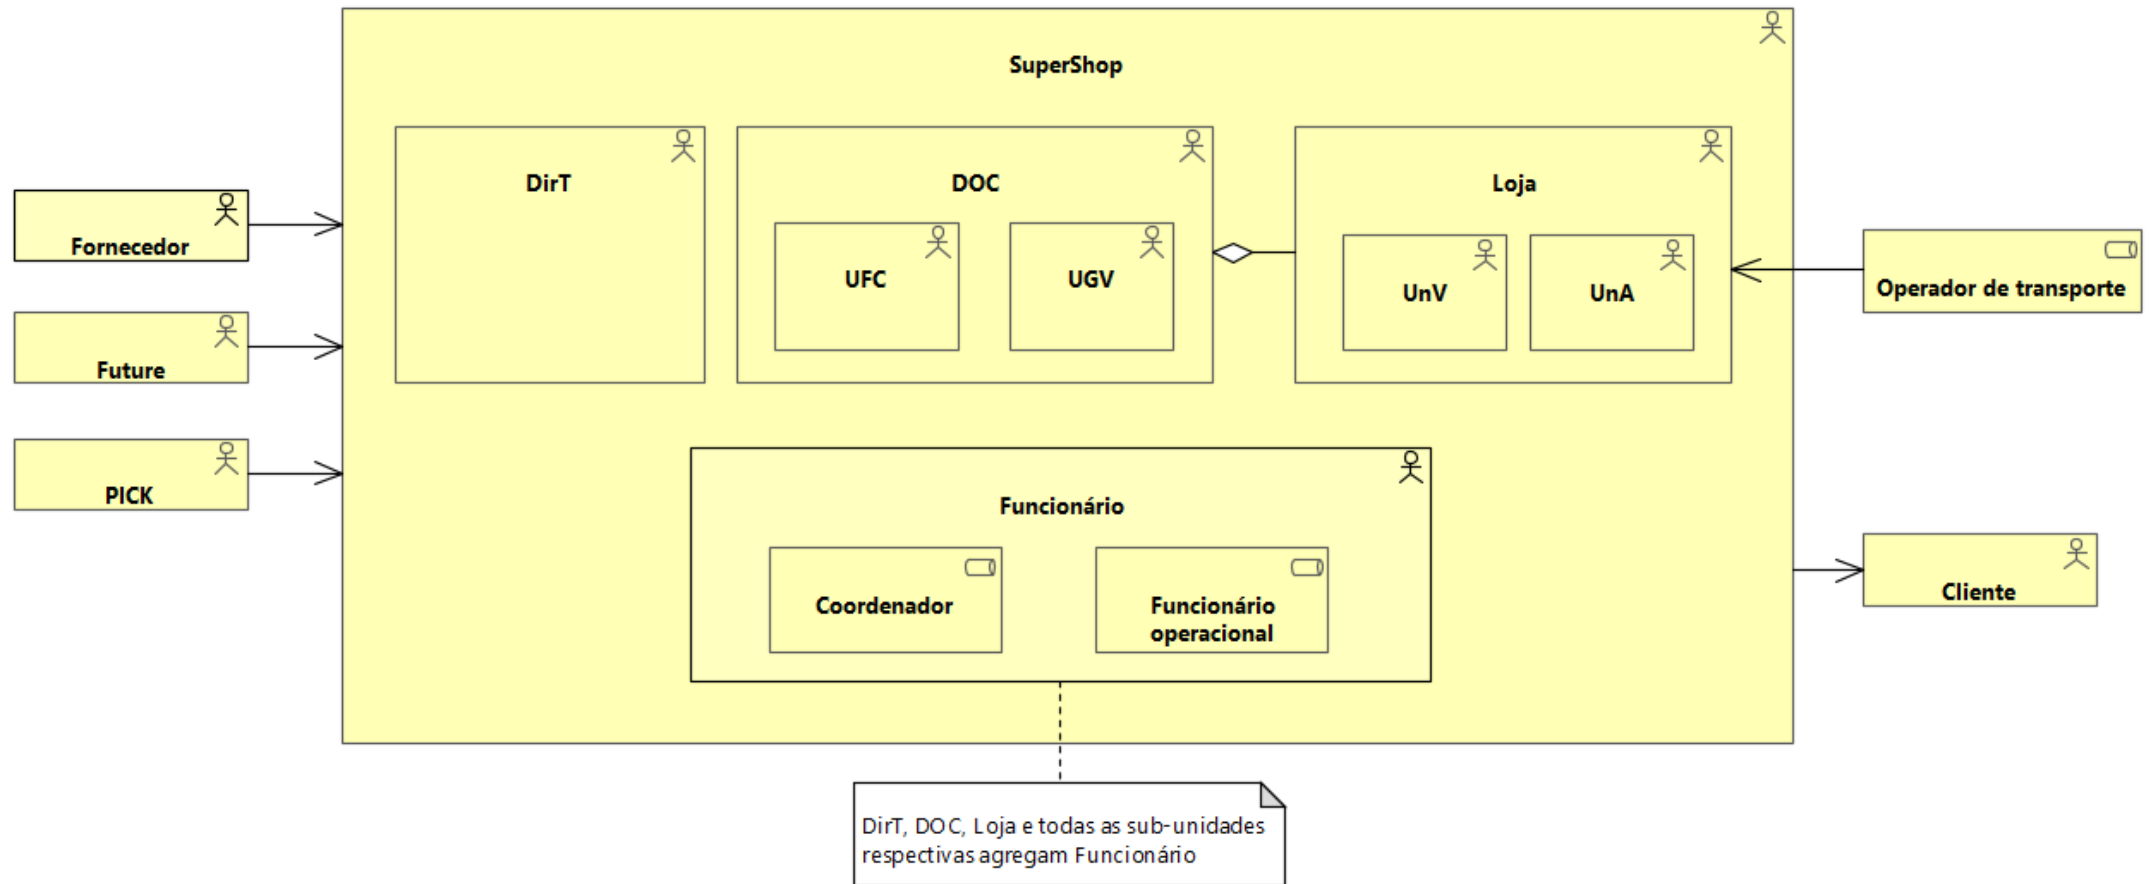 SuperShop
DirT
DOC
Loja
UFC
UGV
UnV
UnA
Fornecedor
Future
PICK
Operador de transporte
Funcionário
Coordenador
Funcionário
operacional
Cliente
DirT, DOC, Loja e todas as sub-unidades
respectivas agregam Funcionário